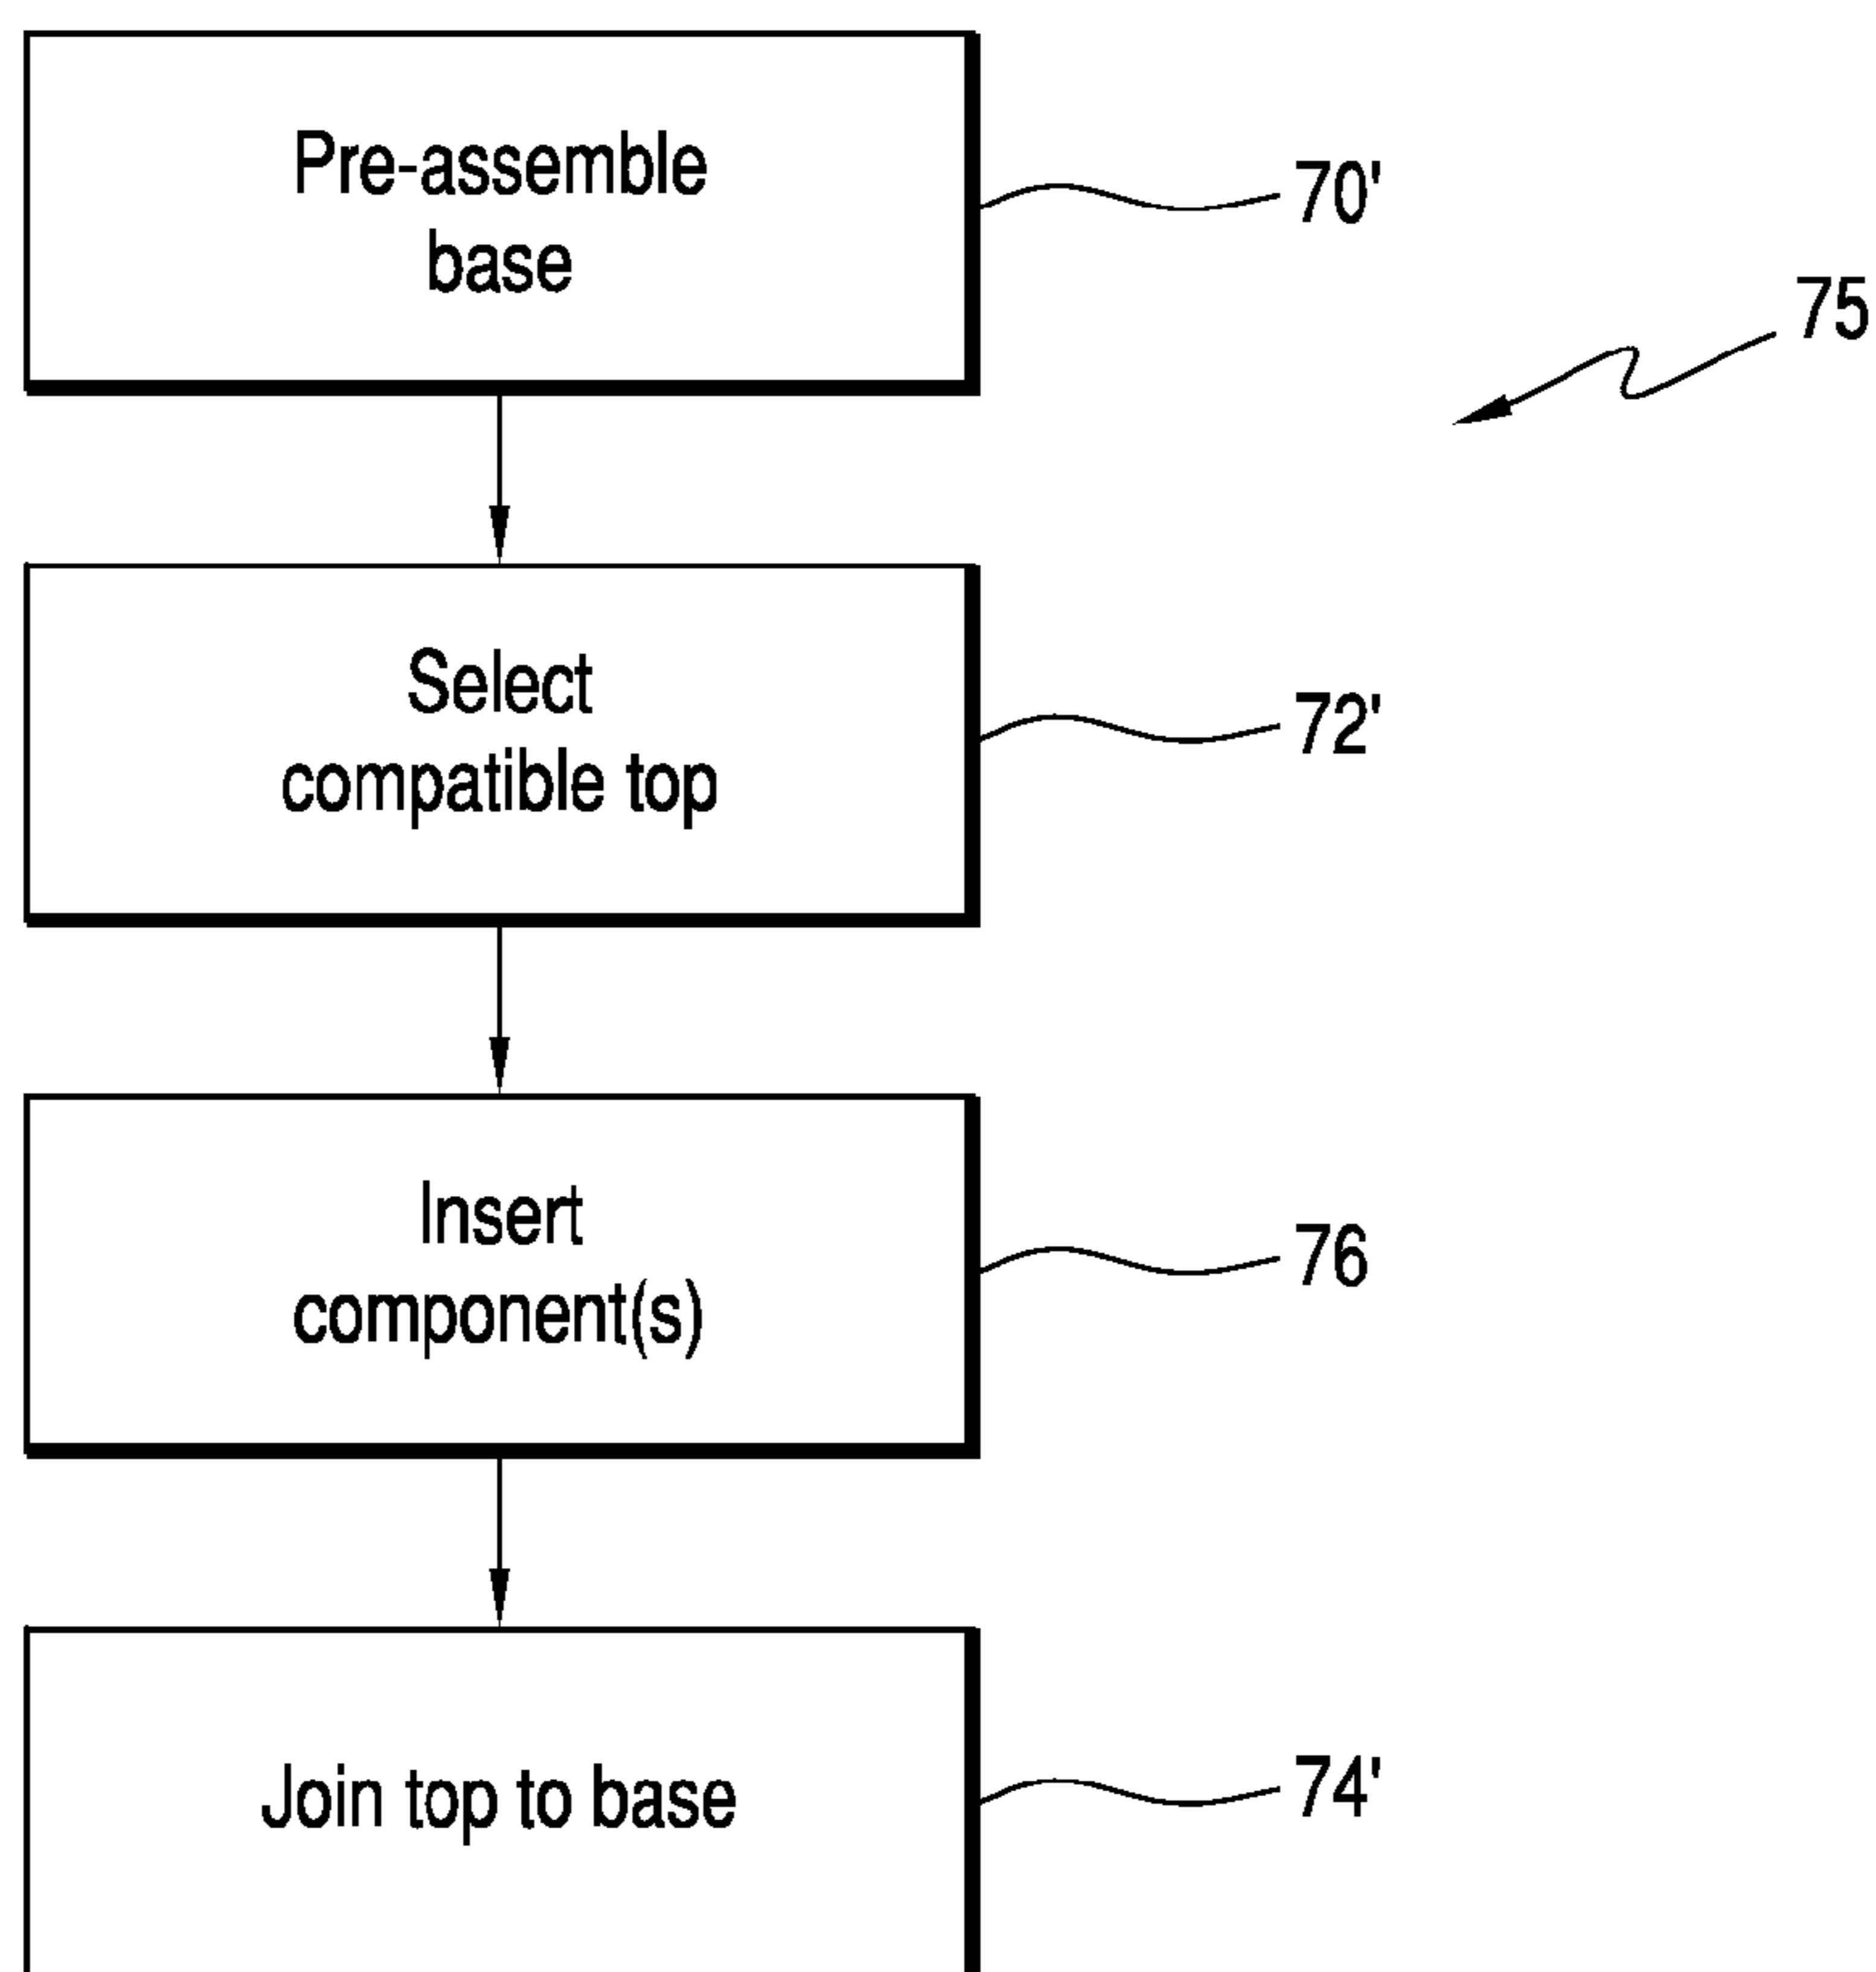 Pre-assemble
base
70'
75
Select
compatible top
72'
Insert
component(s)
76
Join top to base
74'